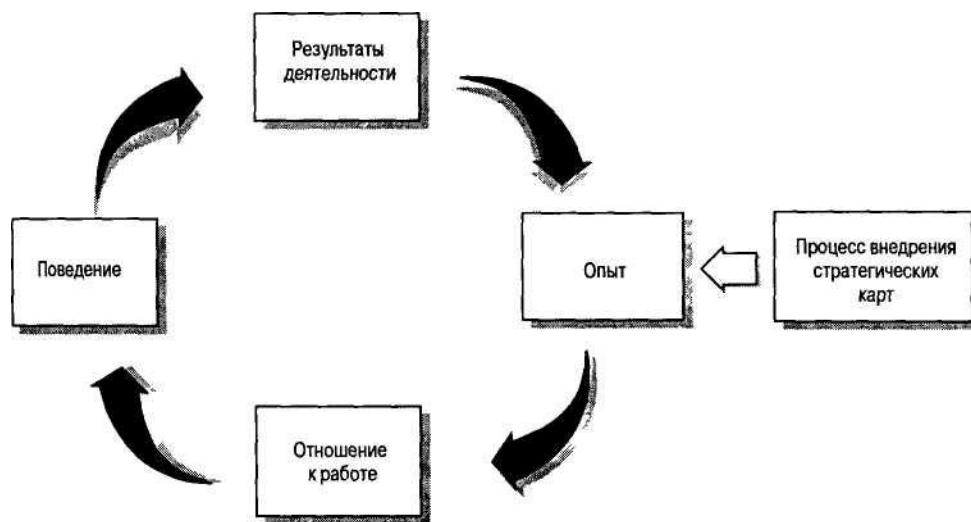 Результаты
деятельности
Поведение
Опыт
Процесс внедрения
стратегических
карт
Отношение
к работе